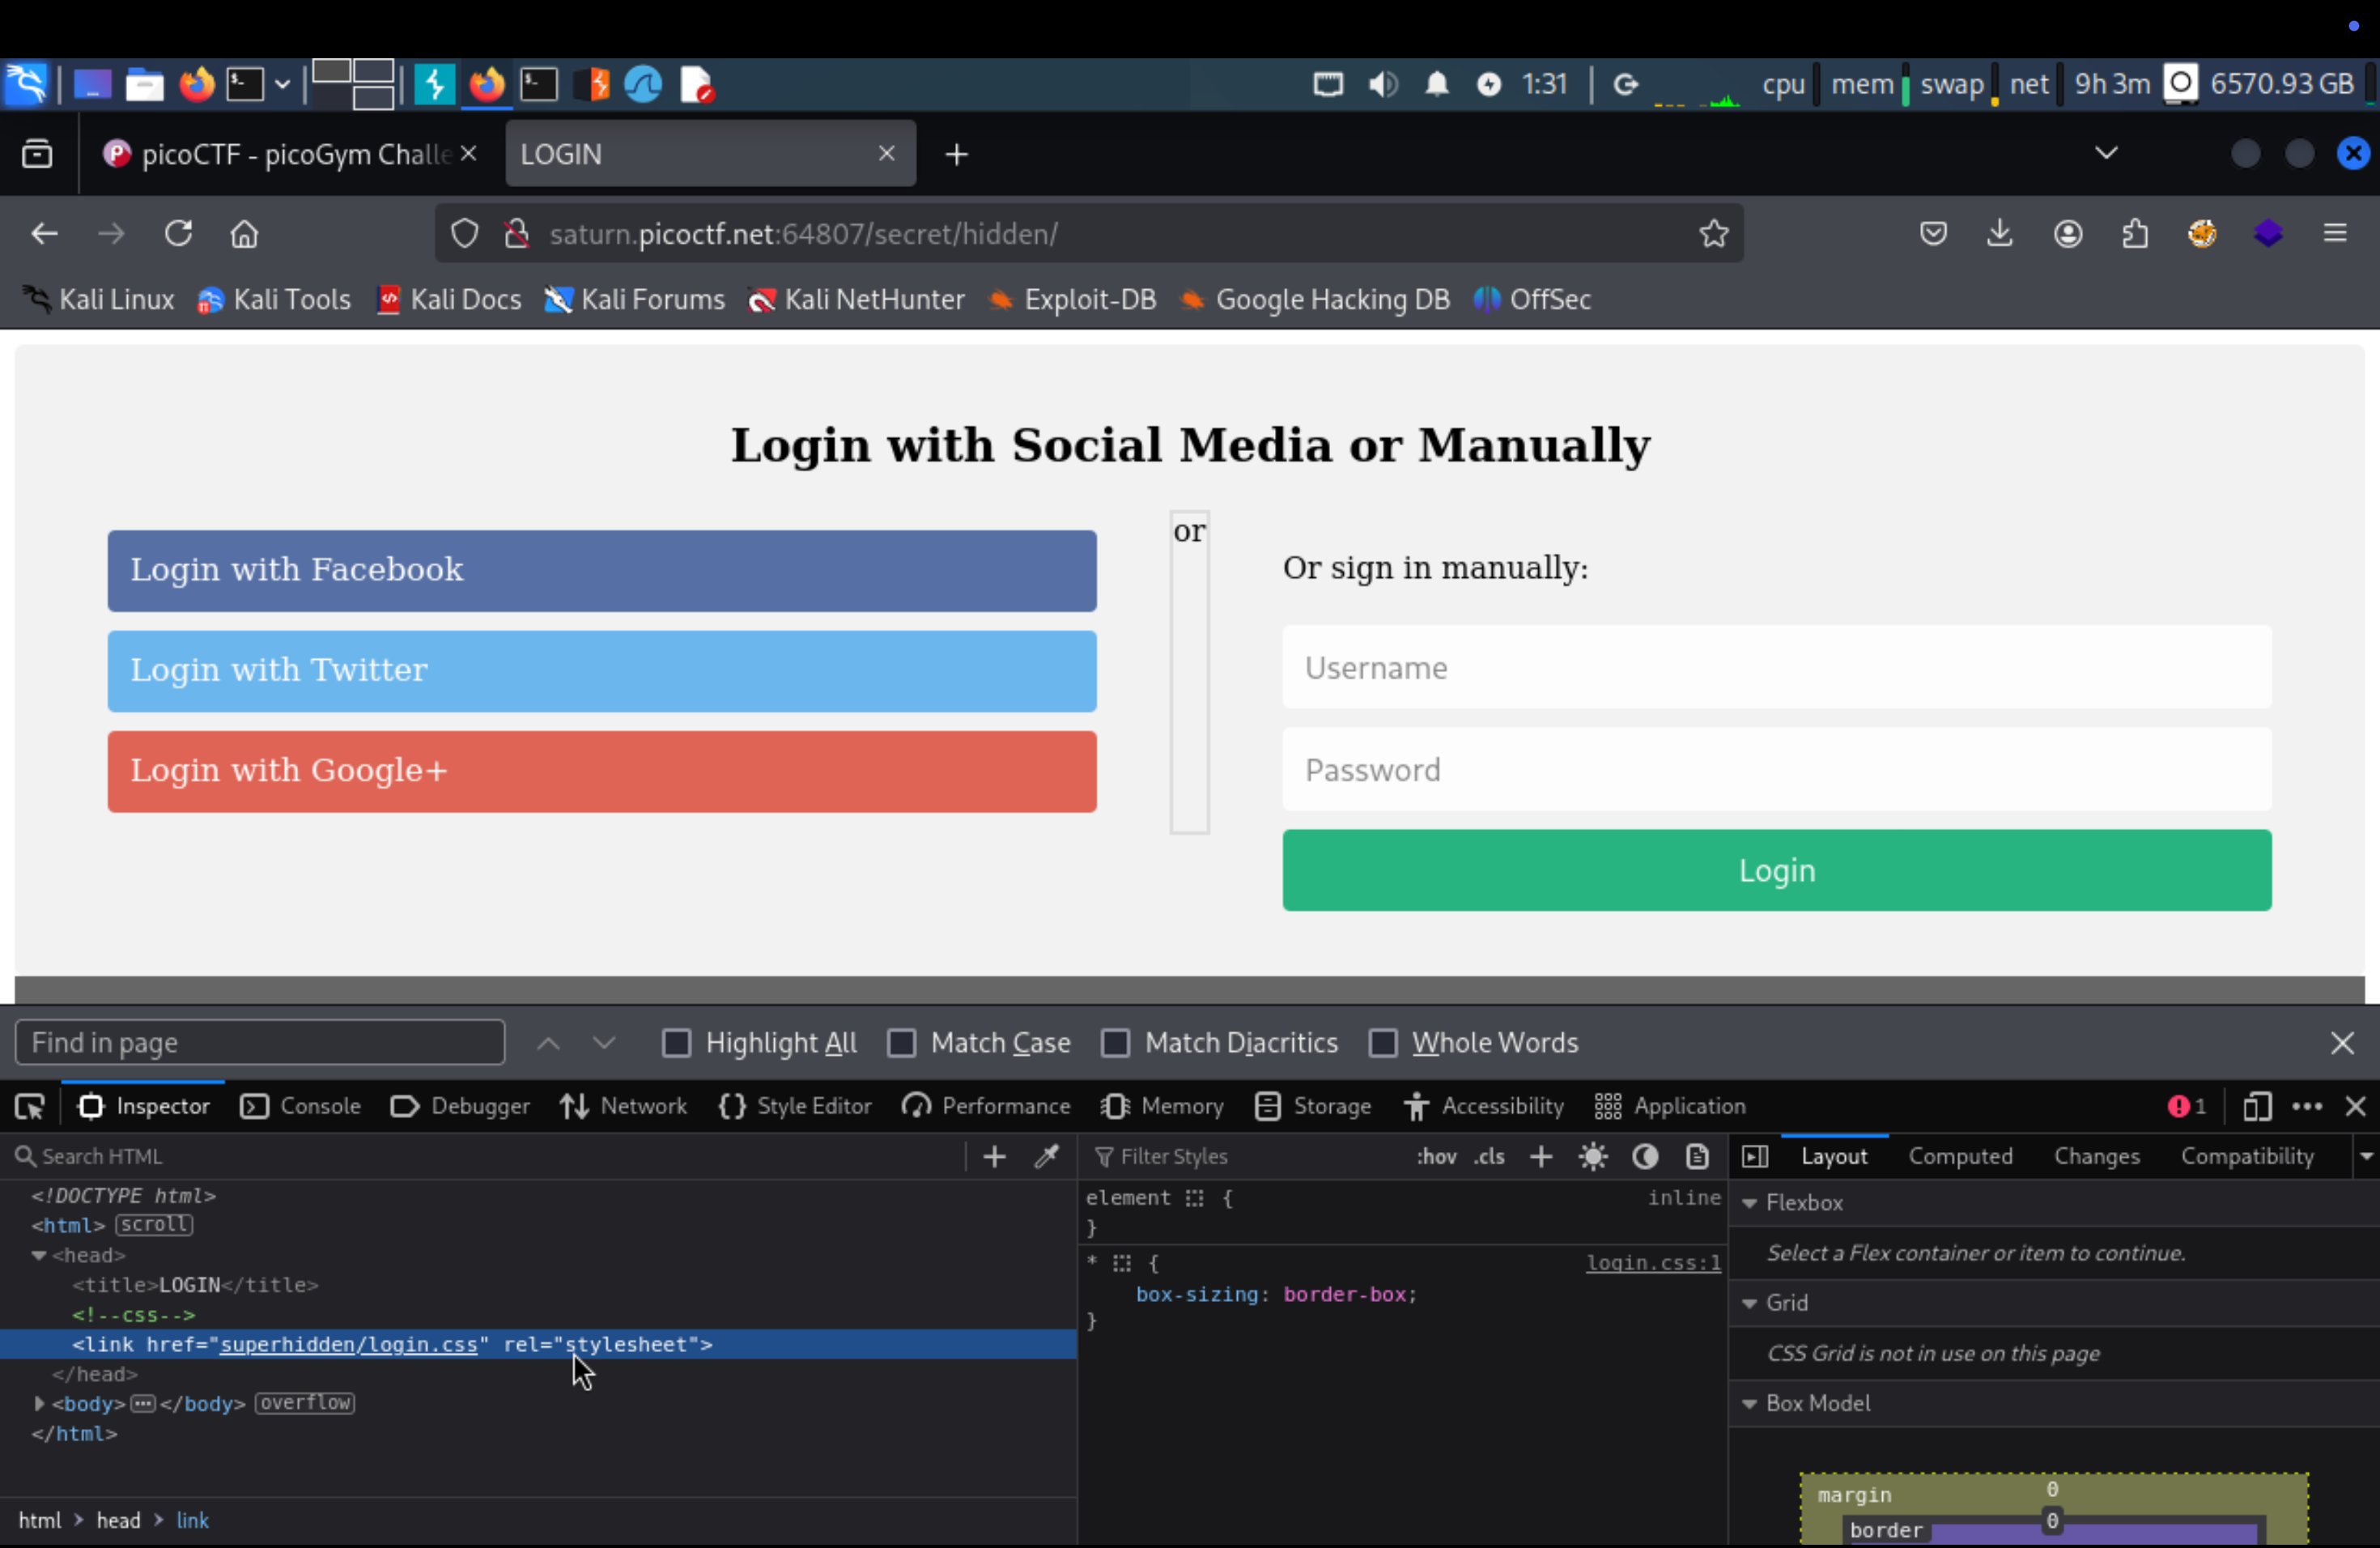 1:31 cpu mem swap net 9h 3m 6570.93 GB
picoCTF - picoGym Challe LOGIN
saturn.picoctf.net:64807/secret/hidden/
Kali Linux Kali Tools Kali Docs Kali Forums Kali NetHunter Exploit-DB Google Hacking DB OffSec
Login with Social Media or Manually
Login with Facebook
Login with Twitter
Login with Google+
or
Or sign in manually:
Username
Password
Login
Find in page Highlight All Match Case Match Diacritics Whole Words
Inspector Console Debugger Network Style Editor Performance Memory Storage Accessibility Application 1
Search HTML
<!DOCTYPE html>
<html> scroll
<head>
<title>LOGIN</title>
<!--css-->
<link href="superhidden/login.css" rel="stylesheet">
</head>
<body> </body> overflow
</html>
html > head > link
Filter Styles :hov .cls
element { inline
}
* { login.css:1
box-sizing: border-box;
}
Layout Computed Changes Compatibility
Flexbox
Select a Flex container or item to continue.
Grid
CSS Grid is not in use on this page
Box Model
margin 0
border 0